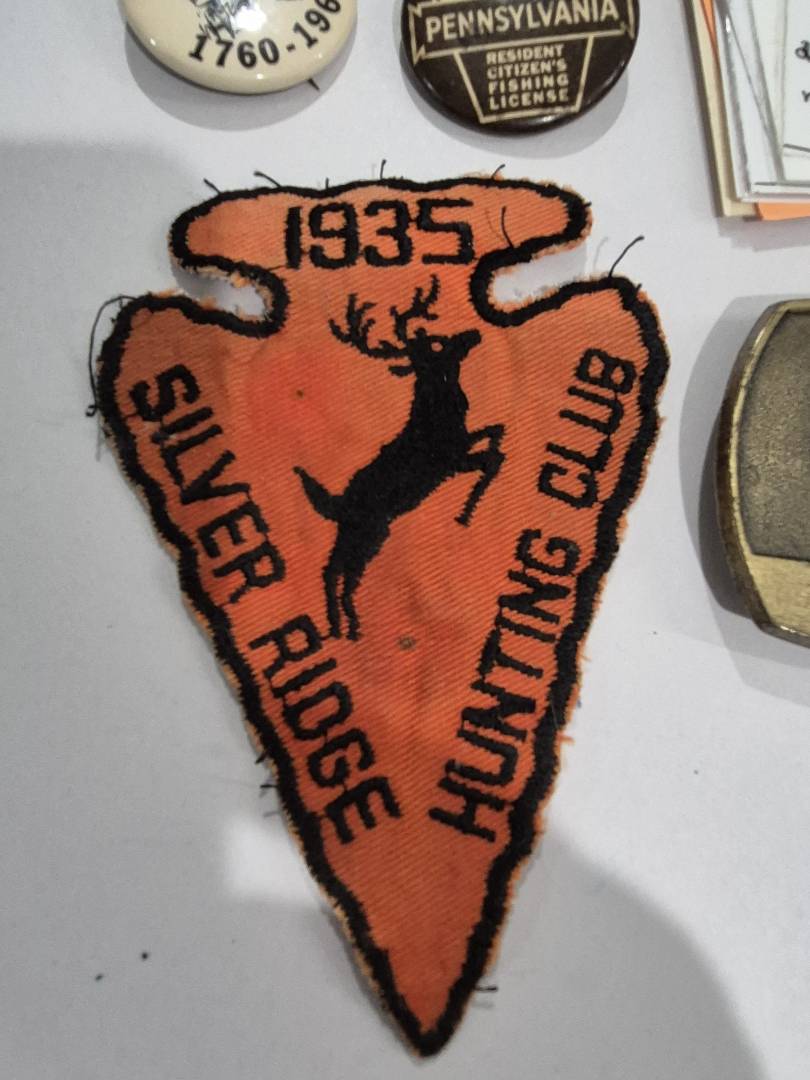 1760-196
PENNSYLVANIA
RESIDENT
CITIZEN'S
FISHING
LICENSE
1935
SILVER RIDGE
HUNTING CLUB